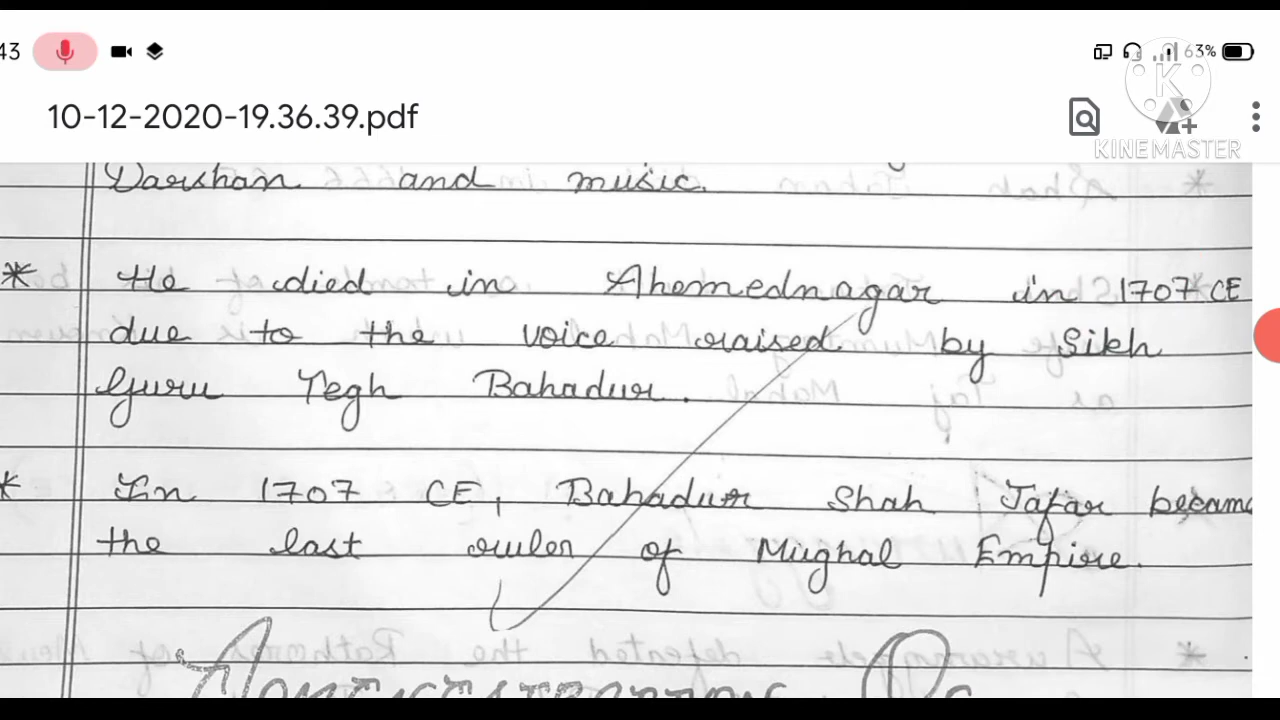 43
63%
10-12-2020-19.36.39.pdf
K
KINEMASTER
Darshan and music.
* He died in Ahemednagar in 1707 CE
due to the voice raised by Sikh
Guru Tegh Bahadur.
* In 1707 CE, Bahadur Shah Jafar became
the last ruler of Mughal Empire.